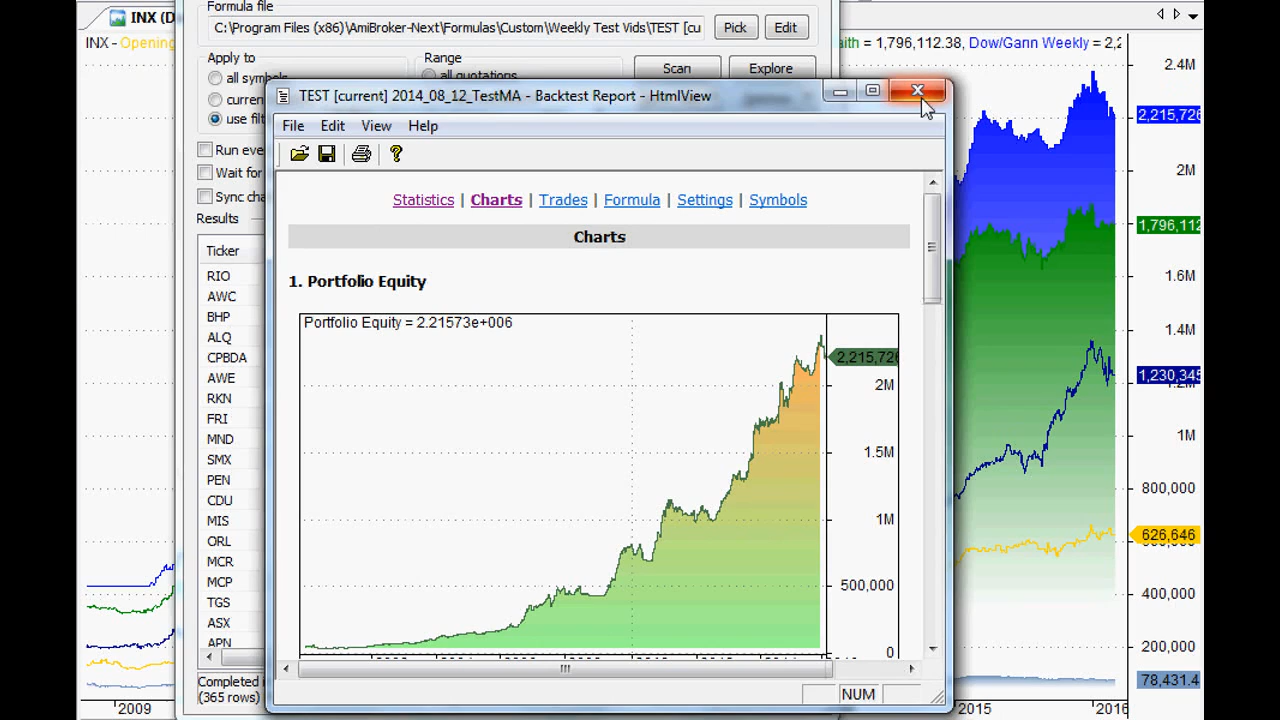 Formula file
C:\Program Files (x86)\AmiBroker-Next\Formulas\Custom\Weekly Test Vids\TEST [cu
Pick
Edit
INX (D
INX - Opening
aith = 1,796,112.38, Dow/Gann Weekly = 2,2
Apply to
Range
all symbols
all quotations
Scan
Explore
curren
use filt
Run eve
Wait for
Sync cha
Results
Ticker
RIO
AWC
BHP
ALQ
CPBDA
AWE
RKN
FRI
MND
SMX
PEN
CDU
MIS
ORL
MCR
MCP
TGS
ASX
APN
Completed i
(365 rows)
TEST [current] 2014_08_12_TestMA - Backtest Report - HtmlView
File Edit View Help
Statistics | Charts | Trades | Formula | Settings | Symbols
Charts
1. Portfolio Equity
Portfolio Equity = 2.21573e+006
2,215,726
2M
1.5M
1M
500,000
0
NUM
2.4M
2,215,726
2M
1,796,112
1.6M
1.4M
1,230,345
1.2M
1M
800,000
626,646
400,000
200,000
78,431.4
2009
2015
2016